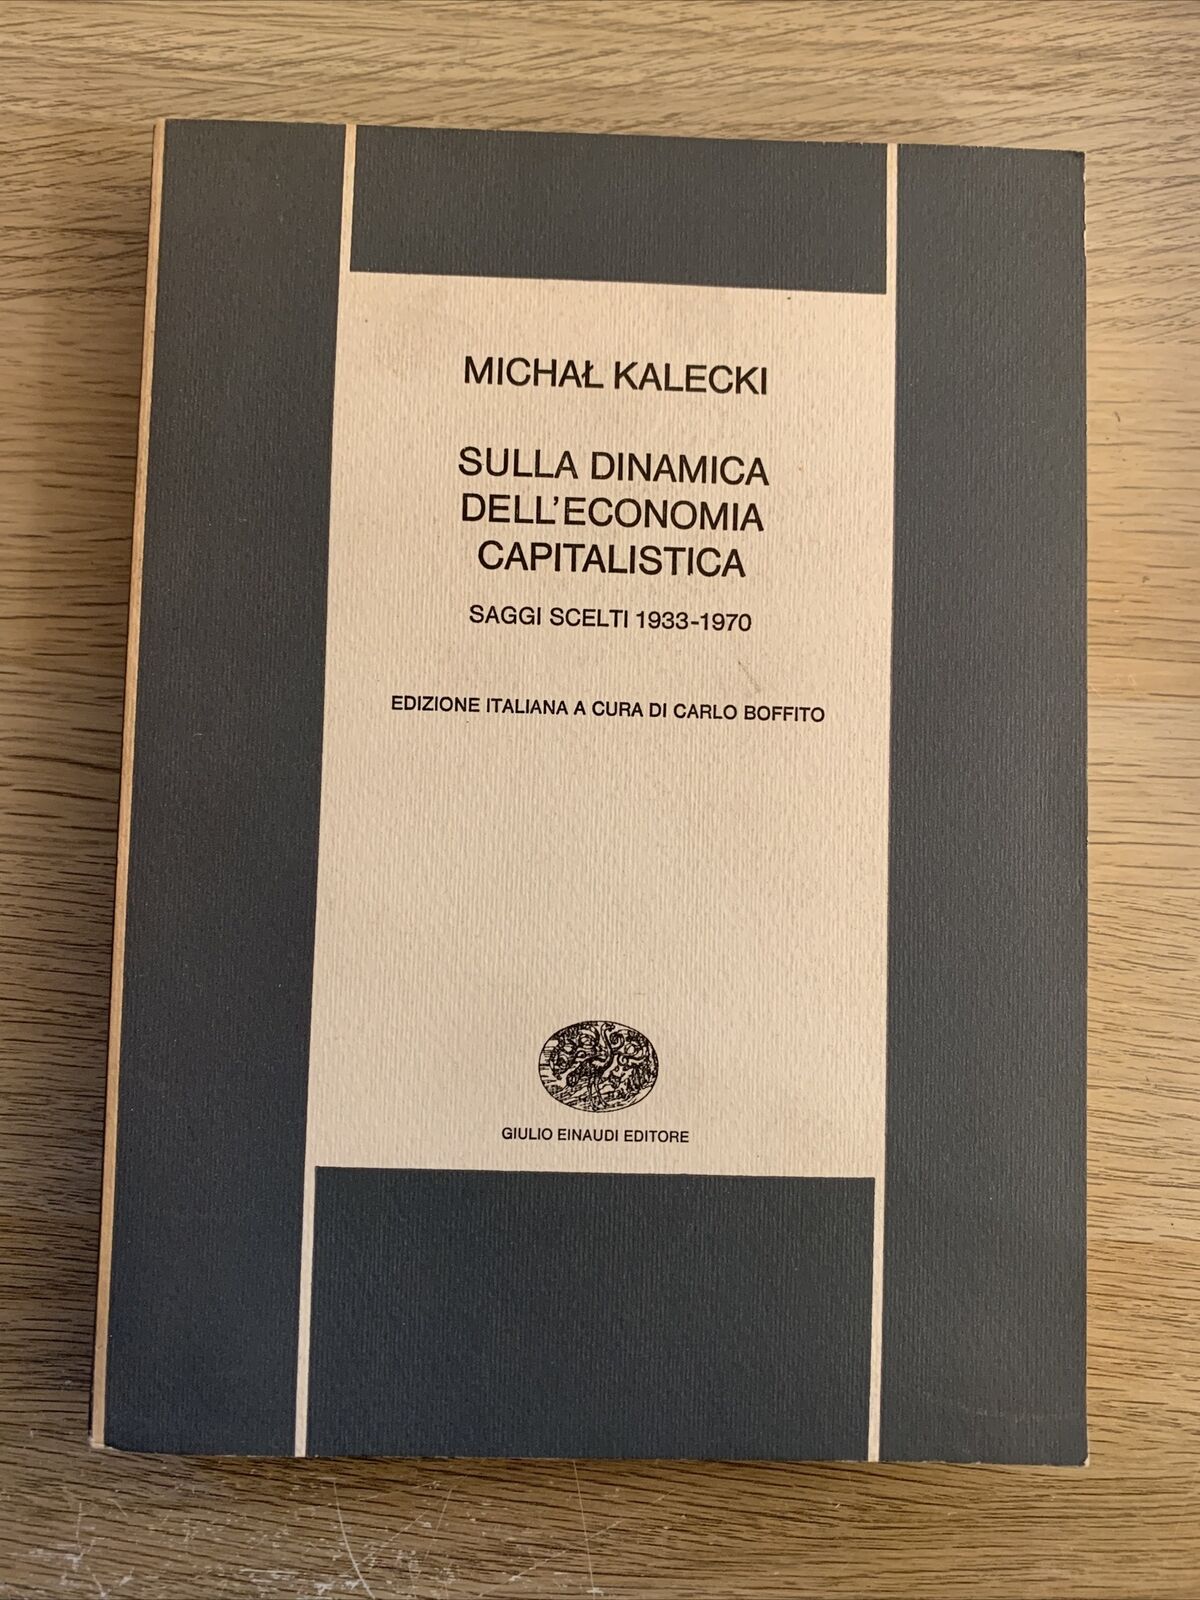 MICHAŁ KALECKI
SULLA DINAMICA
DELL'ECONOMIA
CAPITALISTICA
SAGGI SCELTI 1933-1970
EDIZIONE ITALIANA A CURA DI CARLO BOFFITO
GIULIO EINAUDI EDITORE